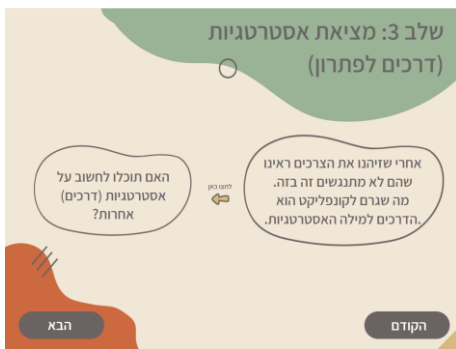 שלב 3: מציאת אסטרטגיות
(דרכים לפתרון)
אחרי שזיהנו את הצרכים ראינו
שהם לא מתנגשים זה בזה.
מה שגרם לקונפליקט הוא
הדרכים למילה האסטרטגיות.
לחצו כאן
האם תוכלו לחשוב על
אסטרטגיות (דרכים)
אחרות?
הקודם
הבא